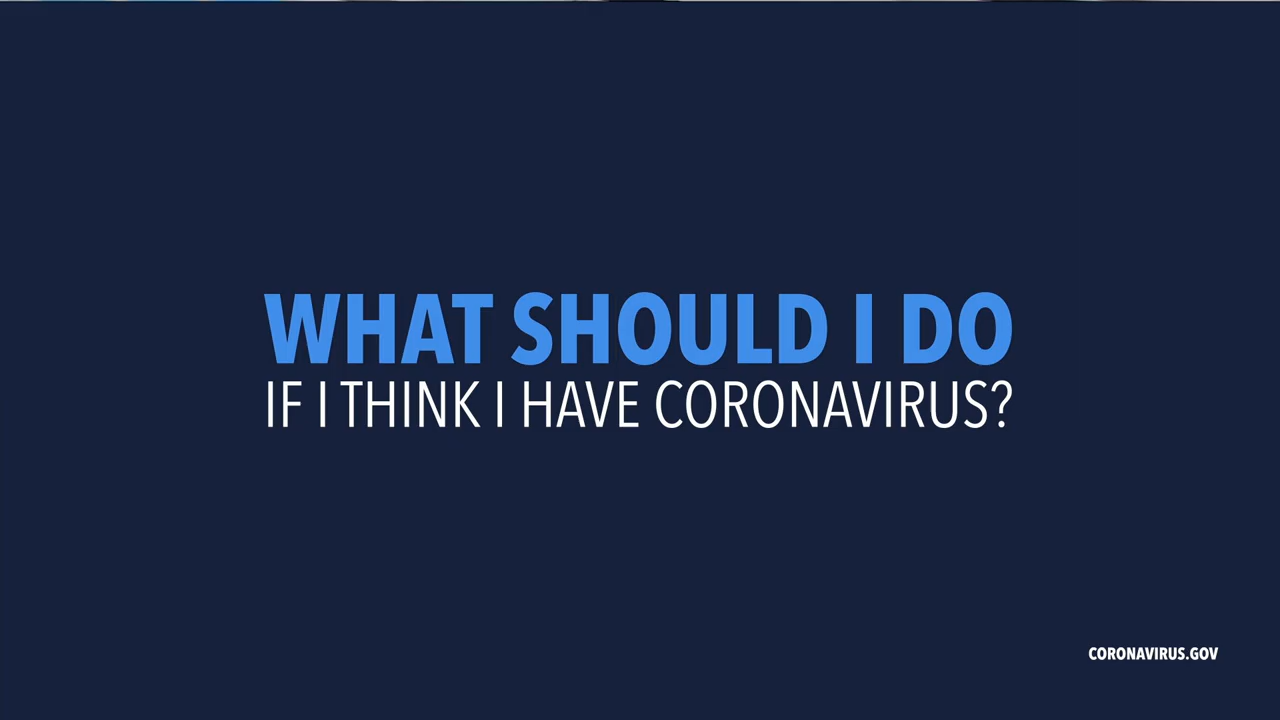 WHAT SHOULD I DO
IF I THINK I HAVE CORONAVIRUS?
CORONAVIRUS.GOV